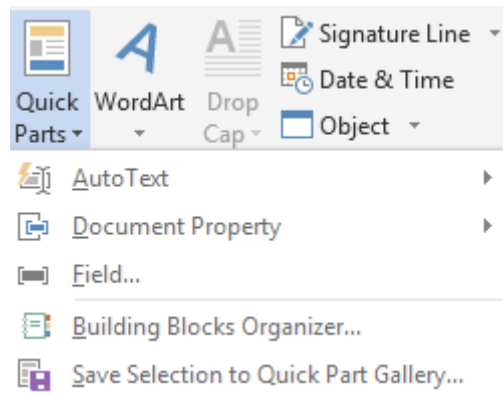 Quick Parts
WordArt
Drop Cap
Signature Line
Date & Time
Object
AutoText
Document Property
Field...
Building Blocks Organizer...
Save Selection to Quick Part Gallery...